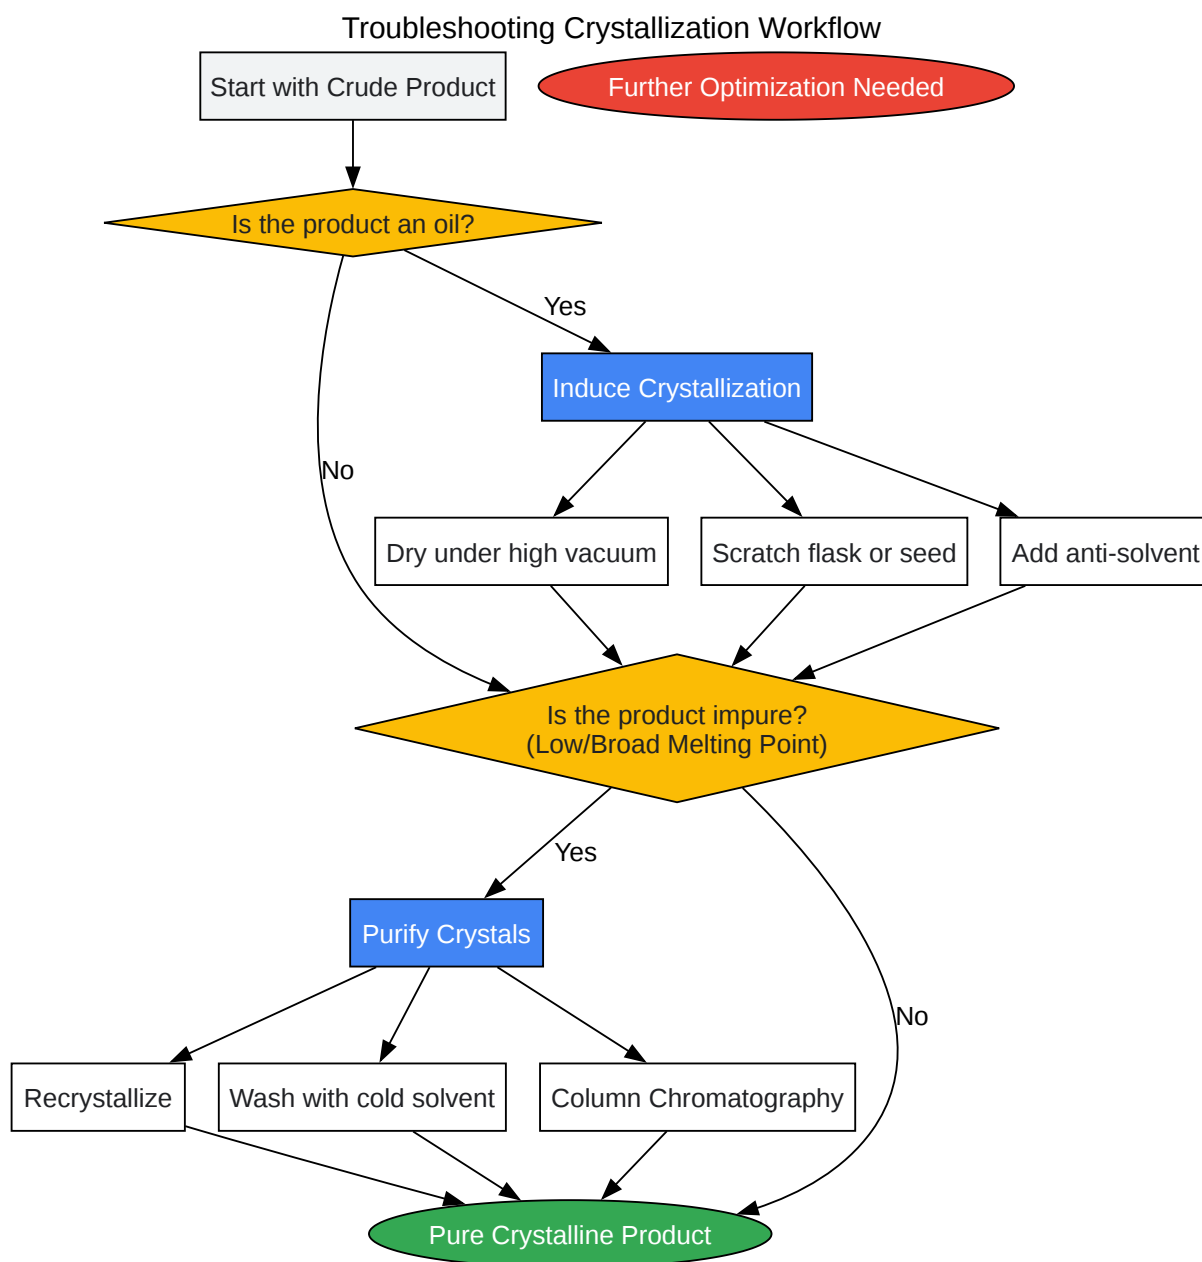 Troubleshooting Crystallization Workflow
Start with Crude Product
Further Optimization Needed
Is the product an oil?
Yes
Induce Crystallization
No
Dry under high vacuum
Scratch flask or seed
Add anti-solvent
Is the product impure?
(Low/Broad Melting Point)
Yes
Purify Crystals
No
Recrystallize
Wash with cold solvent
Column Chromatography
Pure Crystalline Product